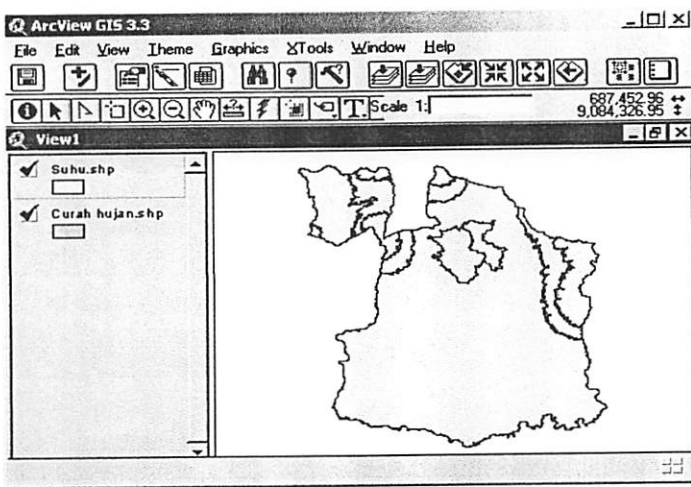 ArcView GIS 3.3
File Edit View Theme Graphics XTools Window Help
Scale 1: 687,452.96
9,084,326.95
View1
Suhu.shp
Curah hujan.shp